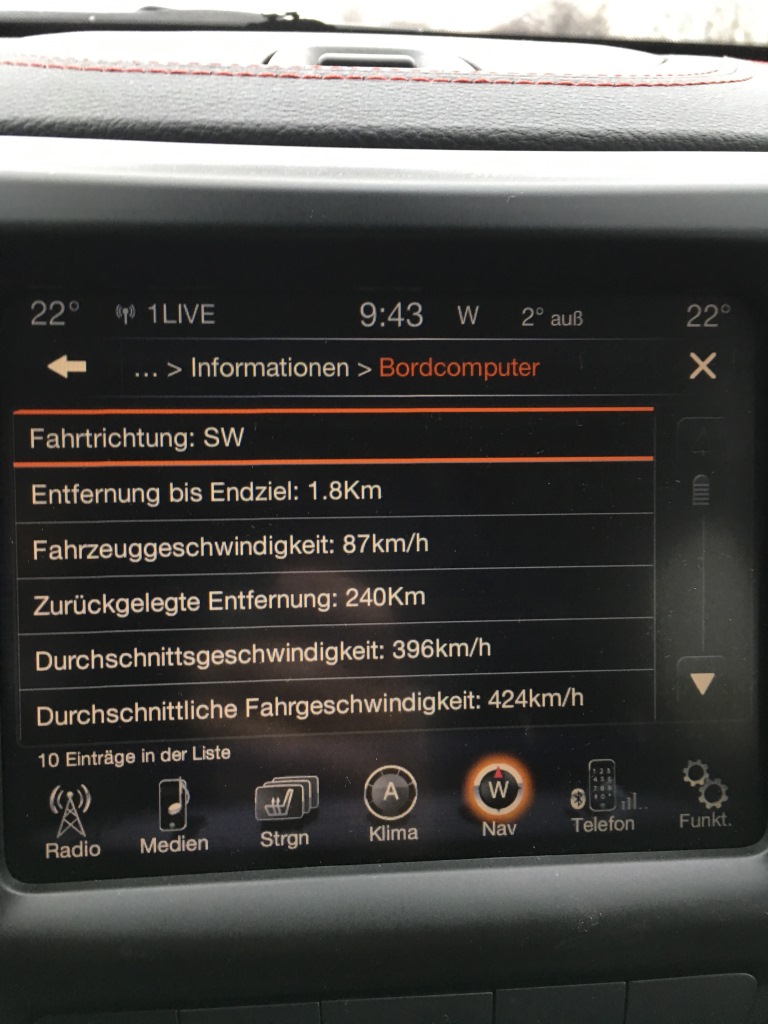 22° 1LIVE 9:43 W 2° auß 22°
... > Informationen > Bordcomputer
Fahrtrichtung: SW
Entfernung bis Endziel: 1.8Km
Fahrzeuggeschwindigkeit: 87km/h
Zurückgelegte Entfernung: 240Km
Durchschnittsgeschwindigkeit: 396km/h
Durchschnittliche Fahrgeschwindigkeit: 424km/h
10 Einträge in der Liste
A W
Radio Medien Strgn Klima Nav Telefon Funkt.